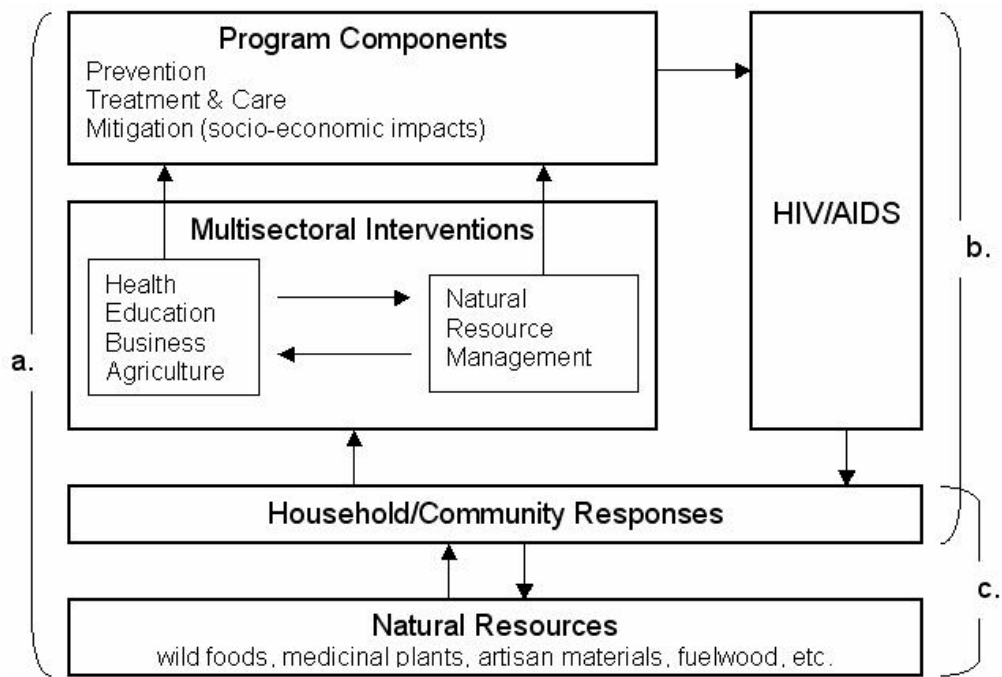 Program Components
Prevention
Treatment & Care
Mitigation (socio-economic impacts)
HIV/AIDS
Multisectoral Interventions
Health
Education
Business
Agriculture
Natural
Resource
Management
a.
b.
Household/Community Responses
c.
Natural Resources
wild foods, medicinal plants, artisan materials, fuelwood, etc.